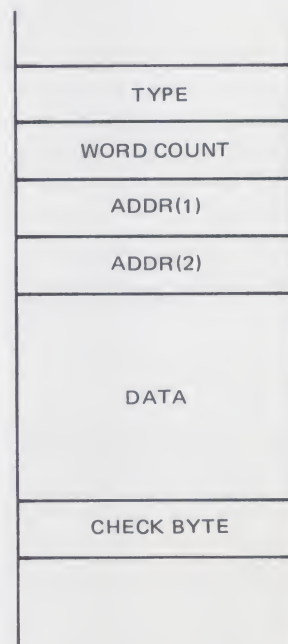 TYPE
WORD COUNT
ADDR(1)
ADDR(2)
DATA
CHECK BYTE